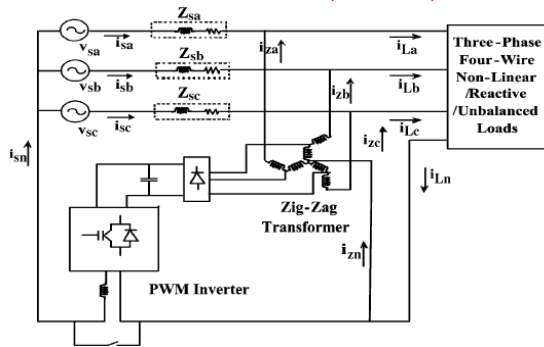 Zsa
vsa
isa
iza
iLa
Zsb
vsb
isb
izb
iLb
Zsc
vsc
isc
izc
iLc
Three-Phase
Four-Wire
Non-Linear
/Reactive
/Unbalanced
Loads
isn
iLn
Zig-Zag
Transformer
izn
PWM Inverter